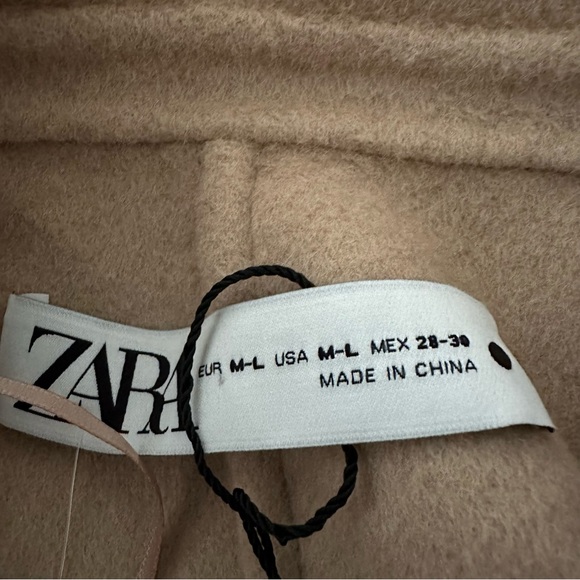 ZARA
EUR M-L USA M-L MEX 28-30
MADE IN CHINA